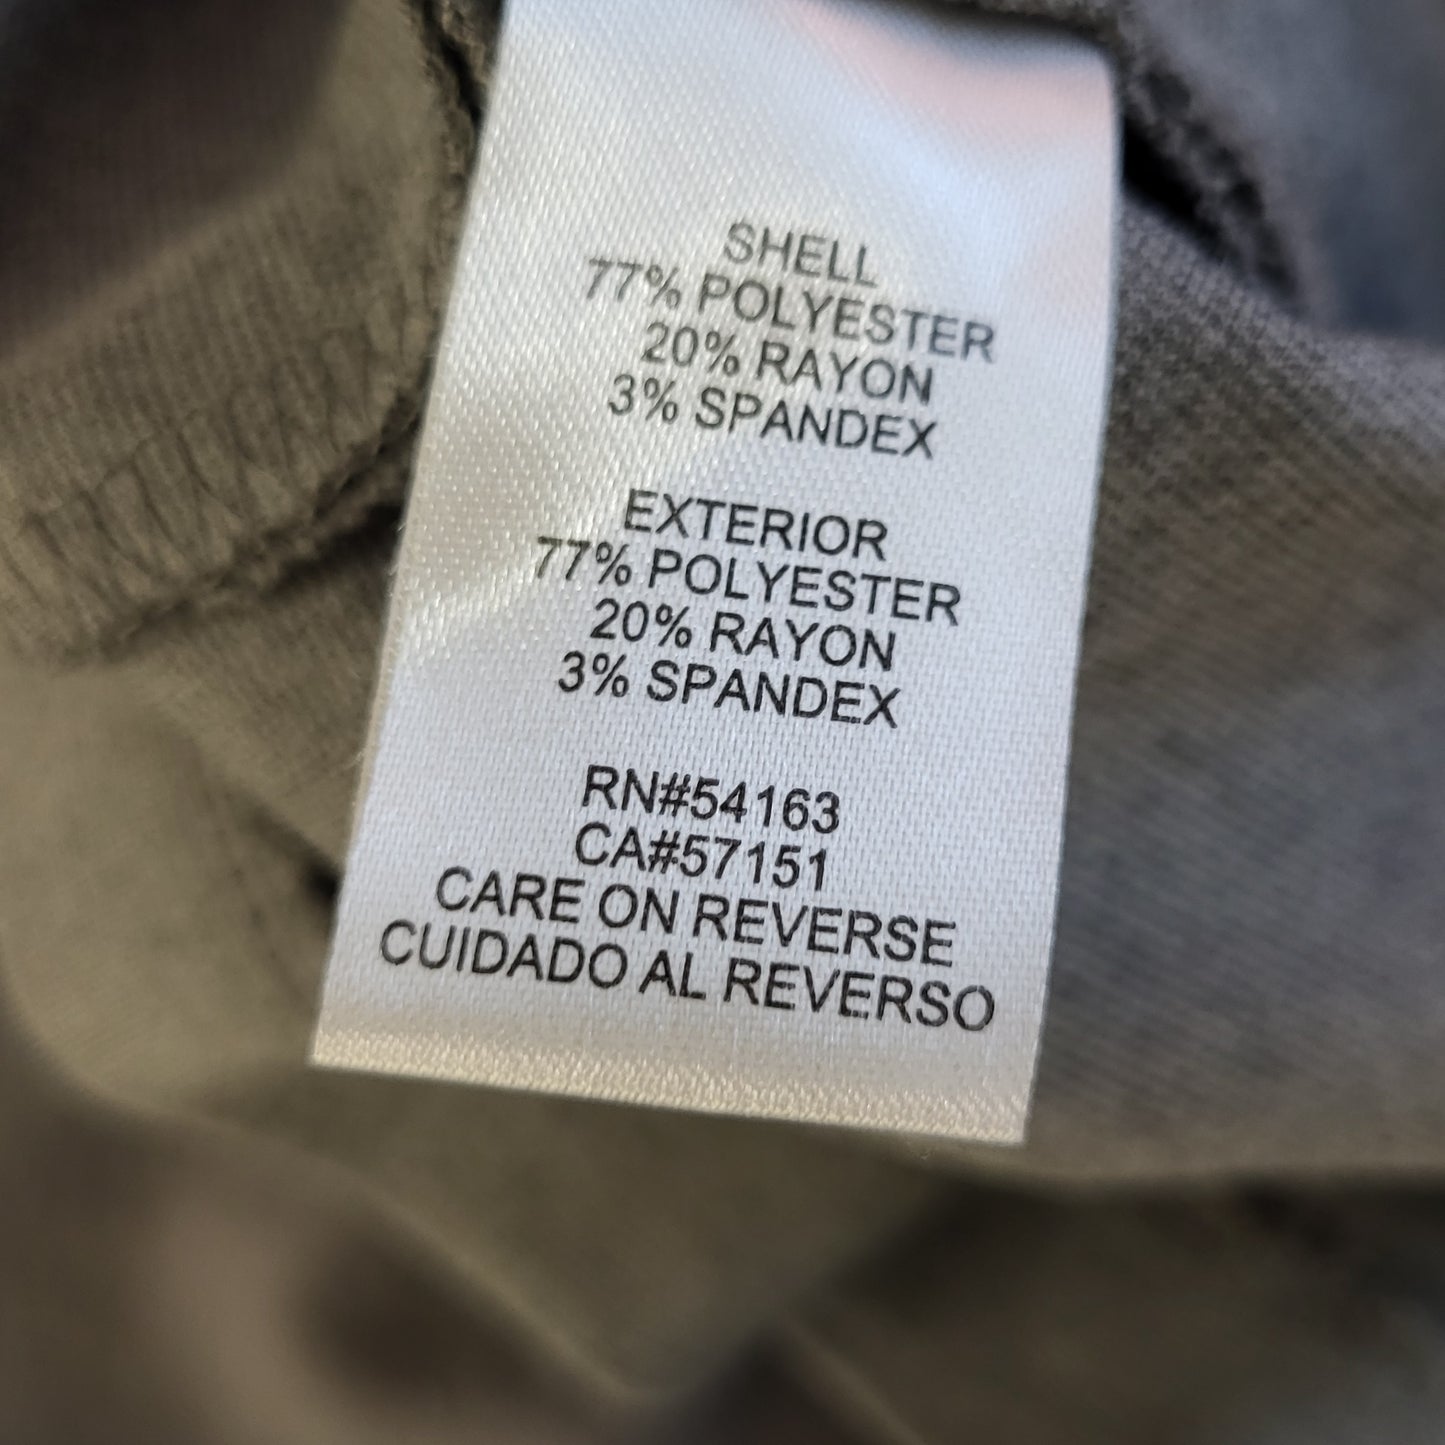 SHELL
77% POLYESTER
20% RAYON
3% SPANDEX
EXTERIOR
77% POLYESTER
20% RAYON
3% SPANDEX
RN#54163
CA#57151
CARE ON REVERSE
CUIDADO AL REVERSO